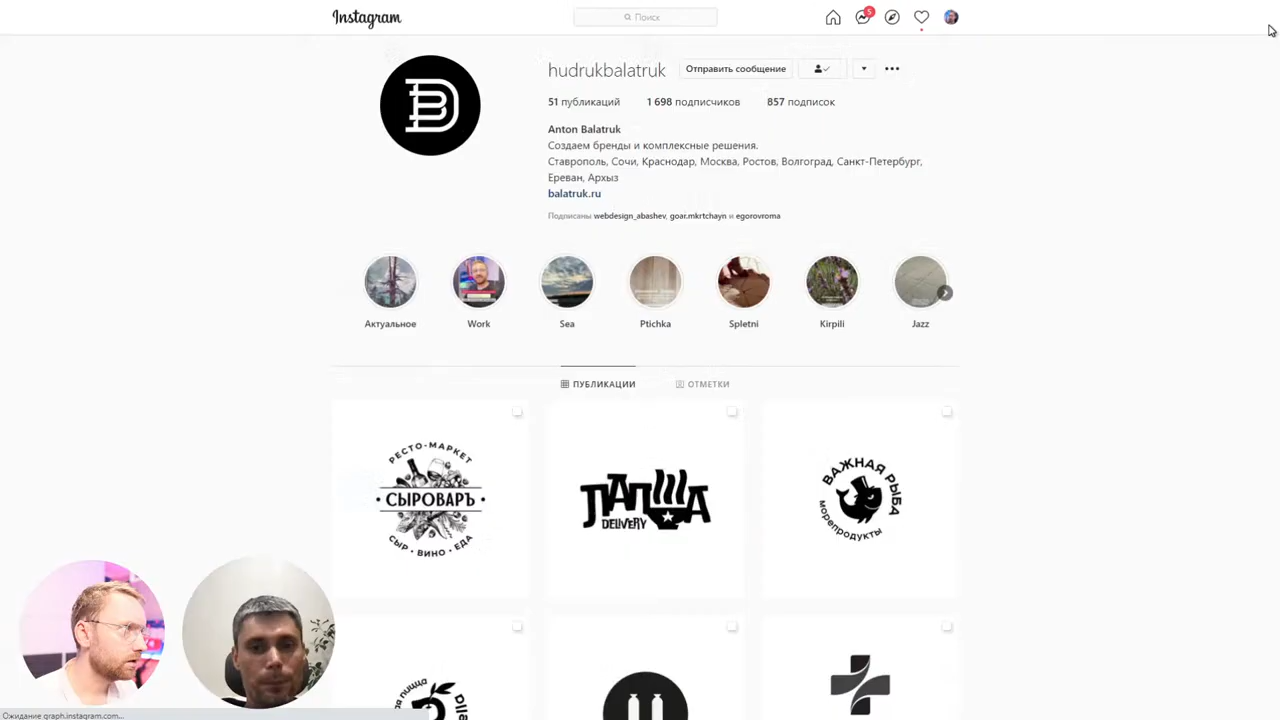 Instagram
Поиск
5
hudrukbalatruk
Отправить сообщение
51 публикаций
1 698 подписчиков
857 подписок
Anton Balatruk
Создаем бренды и комплексные решения.
Ставрополь, Сочи, Краснодар, Москва, Ростов, Волгоград, Санкт-Петербург,
Ереван, Архыз
balatruk.ru
Подписаны webdesign_abashev, goar.mkrtchayn и egorovroma
Актуальное
Work
Sea
Ptichka
Spletni
Kirpili
Jazz
ПУБЛИКАЦИИ
ОТМЕТКИ
РЕСТО-МАРКЕТ
СЫРОВАРЪ
СЫР • ВИНО • ЕДА
ЛАПША
DELIVERY
ВАЖНАЯ РЫБА
морепродукты
Ожидание graph.instagram.com...